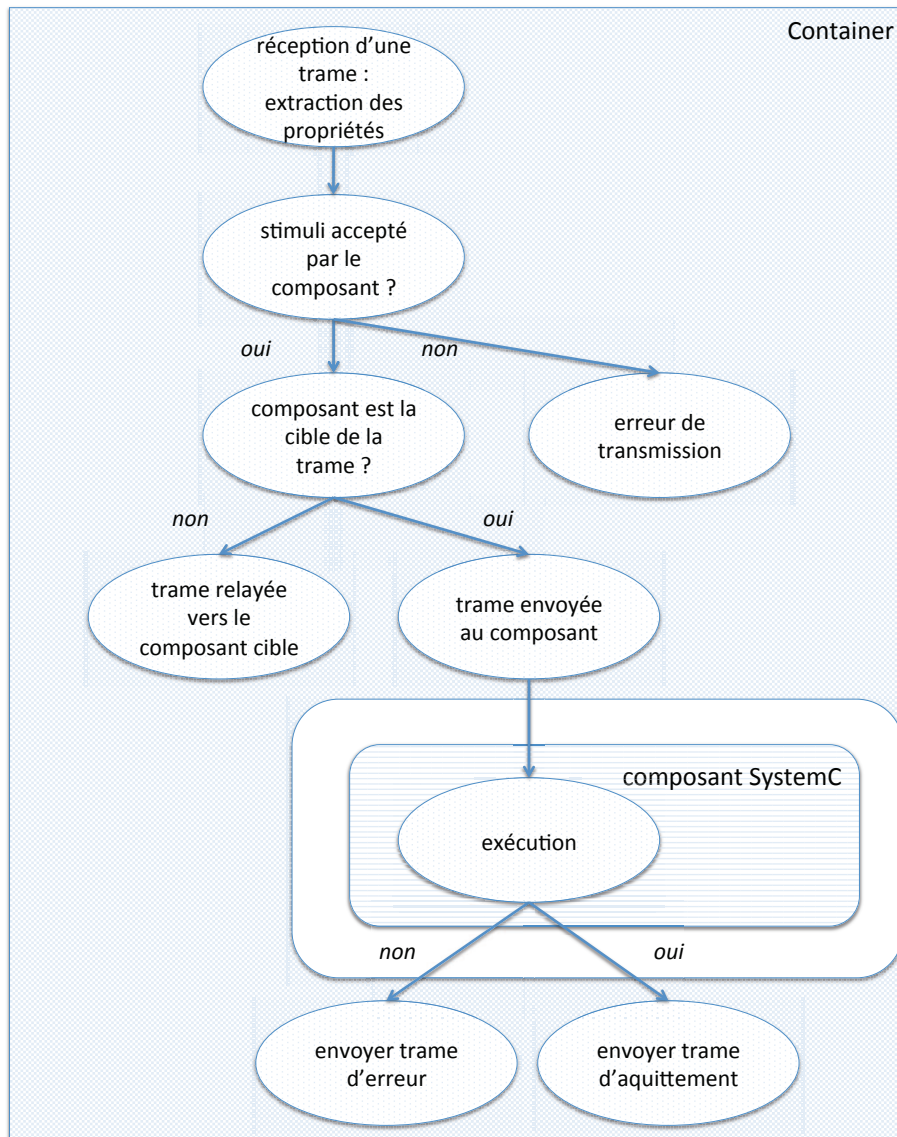 Container
réception d’une
trame :
extraction des
propriétés
stimuli accepté
par le
composant ?
oui
non
composant est la
cible de la
trame ?
erreur de
transmission
non
oui
trame relayée
vers le
composant cible
trame envoyée
au composant
composant SystemC
exécution
non
oui
envoyer trame
d’erreur
envoyer trame
d’aquittement